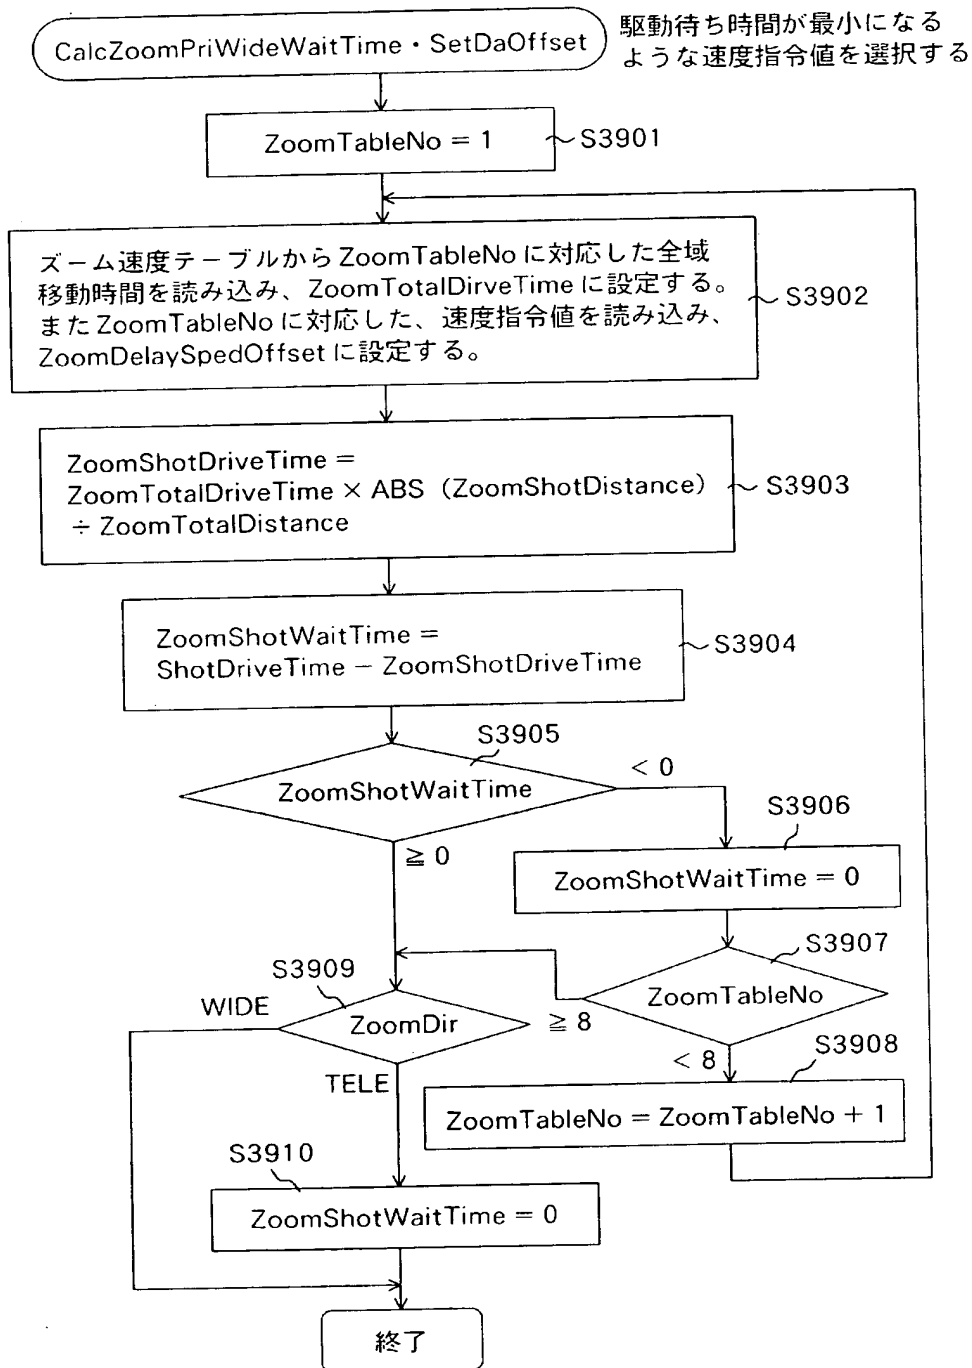 CalcZoomPriWideWaitTime・SetDaOffset
駆動待ち時間が最小になる
ような速度指令値を選択する
ZoomTableNo = 1
S3901
ズーム速度テーブルからZoomTableNoに対応した全域
移動時間を読み込み、ZoomTotalDirveTimeに設定する。
またZoomTableNoに対応した、速度指令値を読み込み、
ZoomDelaySpedOffsetに設定する。
S3902
ZoomShotDriveTime =
ZoomTotalDriveTime × ABS (ZoomShotDistance)
÷ ZoomTotalDistance
S3903
ZoomShotWaitTime =
ShotDriveTime − ZoomShotDriveTime
S3904
S3905
ZoomShotWaitTime
< 0
≧ 0
S3906
ZoomShotWaitTime = 0
S3907
ZoomTableNo
≧ 8
< 8
S3908
ZoomTableNo = ZoomTableNo + 1
S3909
WIDE
ZoomDir
TELE
S3910
ZoomShotWaitTime = 0
終了